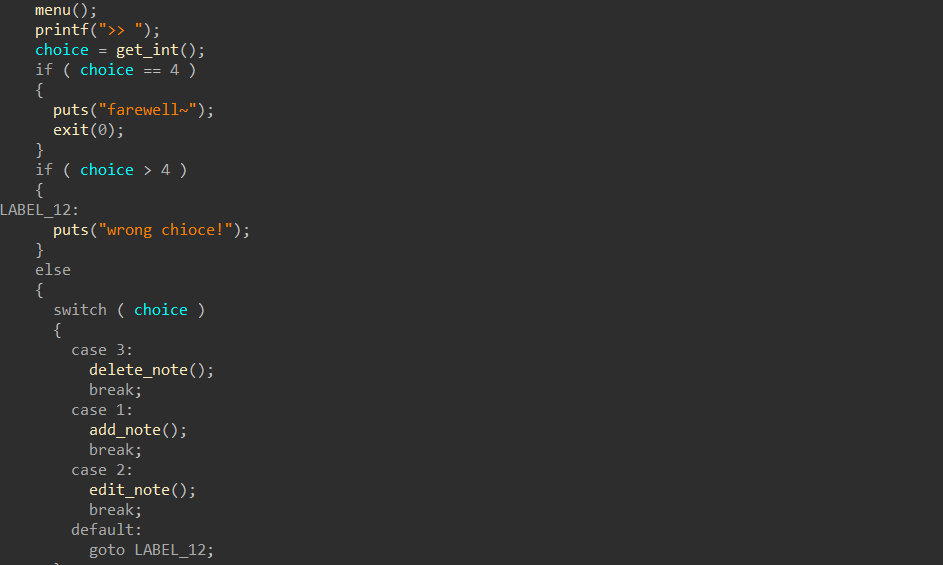 menu();
printf(">> ");
choice = get_int();
if ( choice == 4 )
{
puts("farewell~");
exit(0);
}
if ( choice > 4 )
{
LABEL_12:
puts("wrong chioce!");
}
else
{
switch ( choice )
{
case 3:
delete_note();
break;
case 1:
add_note();
break;
case 2:
edit_note();
break;
default:
goto LABEL_12;